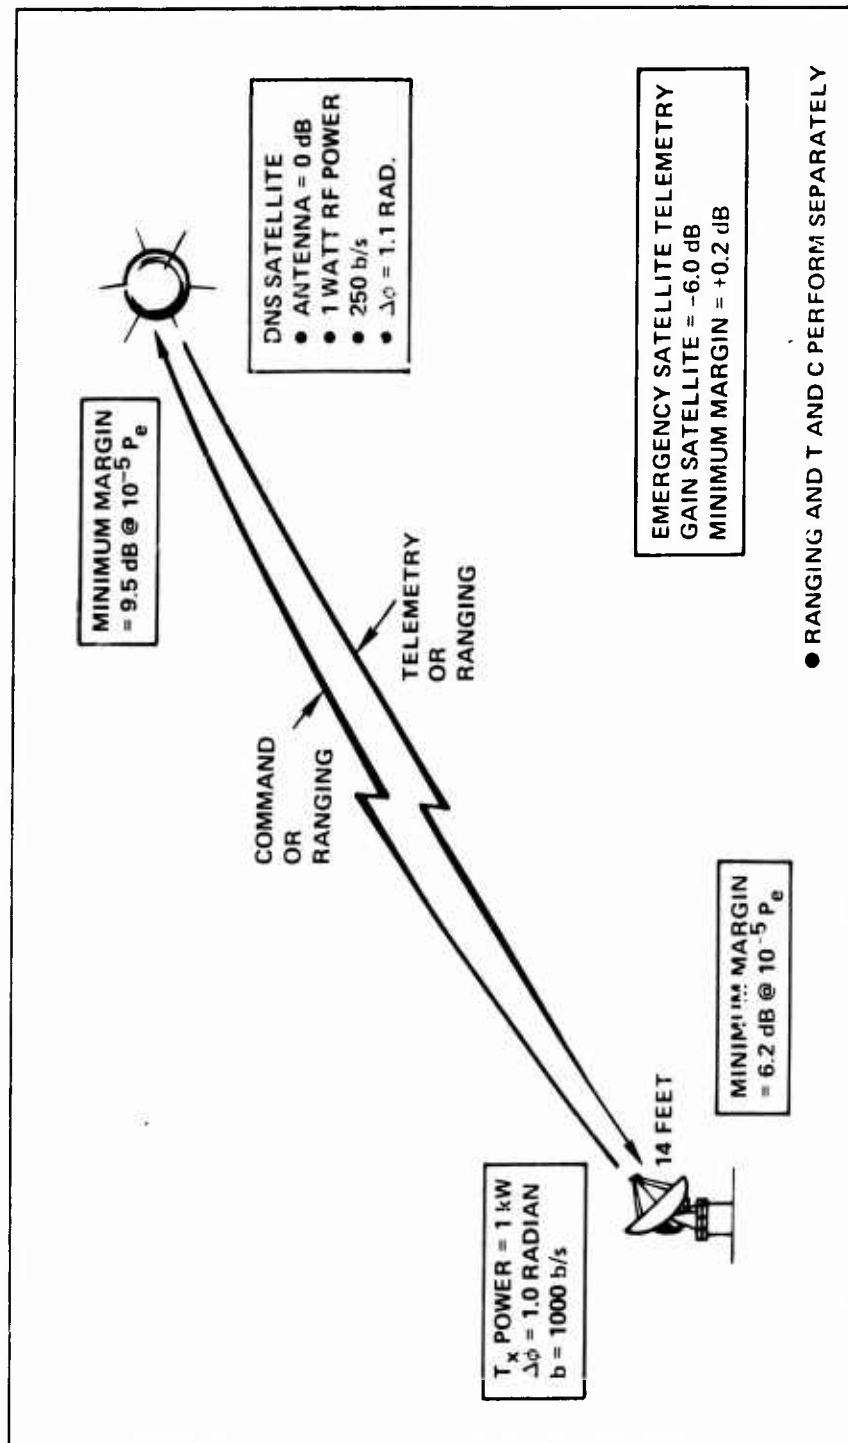 MINIMUM MARGIN
= 9.5 dB @ 10⁻⁵ Pₑ
DNS SATELLITE
● ANTENNA = 0 dB
● 1 WATT RF POWER
● 250 b/s
● Δϕ = 1.1 RAD.
COMMAND
OR
RANGING
TELEMETRY
OR
RANGING
Tₓ POWER = 1 kW
Δϕ = 1.0 RADIAN
b = 1000 b/s
14 FEET
MINIMUM MARGIN
= 6.2 dB @ 10⁻⁵ Pₑ
EMERGENCY SATELLITE TELEMETRY
GAIN SATELLITE = -6.0 dB
MINIMUM MARGIN = +0.2 dB
● RANGING AND T AND C PERFORM SEPARATELY